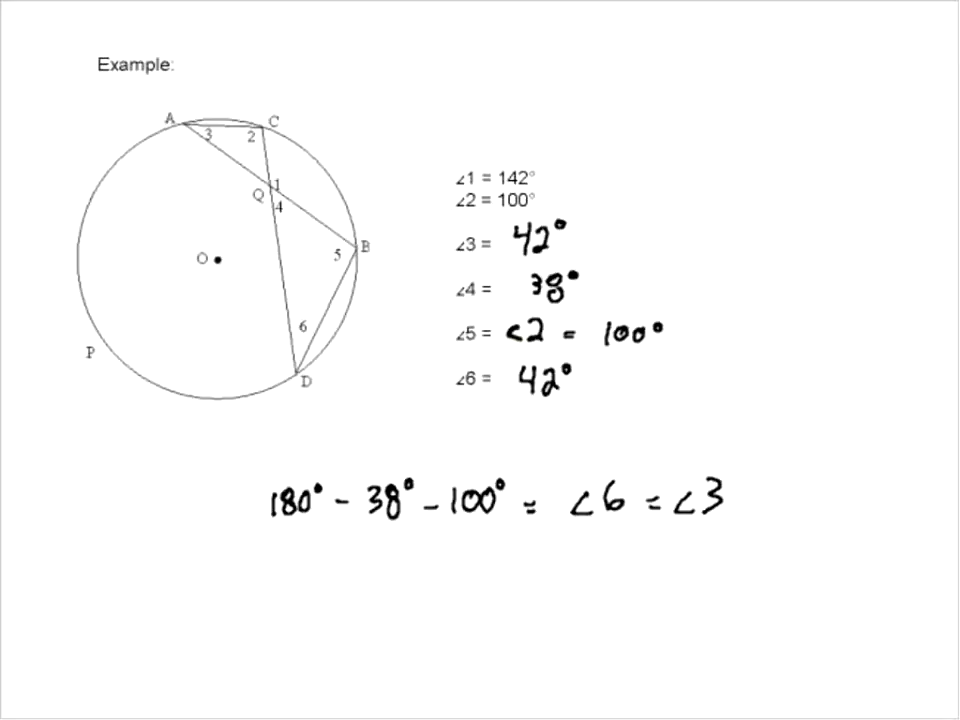 Example:
A
C
3
2
1
Q
4
B
5
O
6
P
D
∠1 = 142°
∠2 = 100°
∠3 = 42°
∠4 = 38°
∠5 = <2 = 100°
∠6 = 42°
180° - 38° - 100° = ∠6 = ∠3